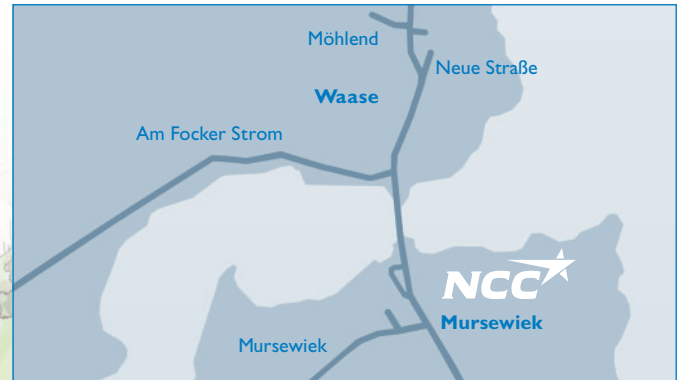 Möhlend
Neue Straße
Waase
Am Focker Strom
NCC
Mursewiek
Mursewiek